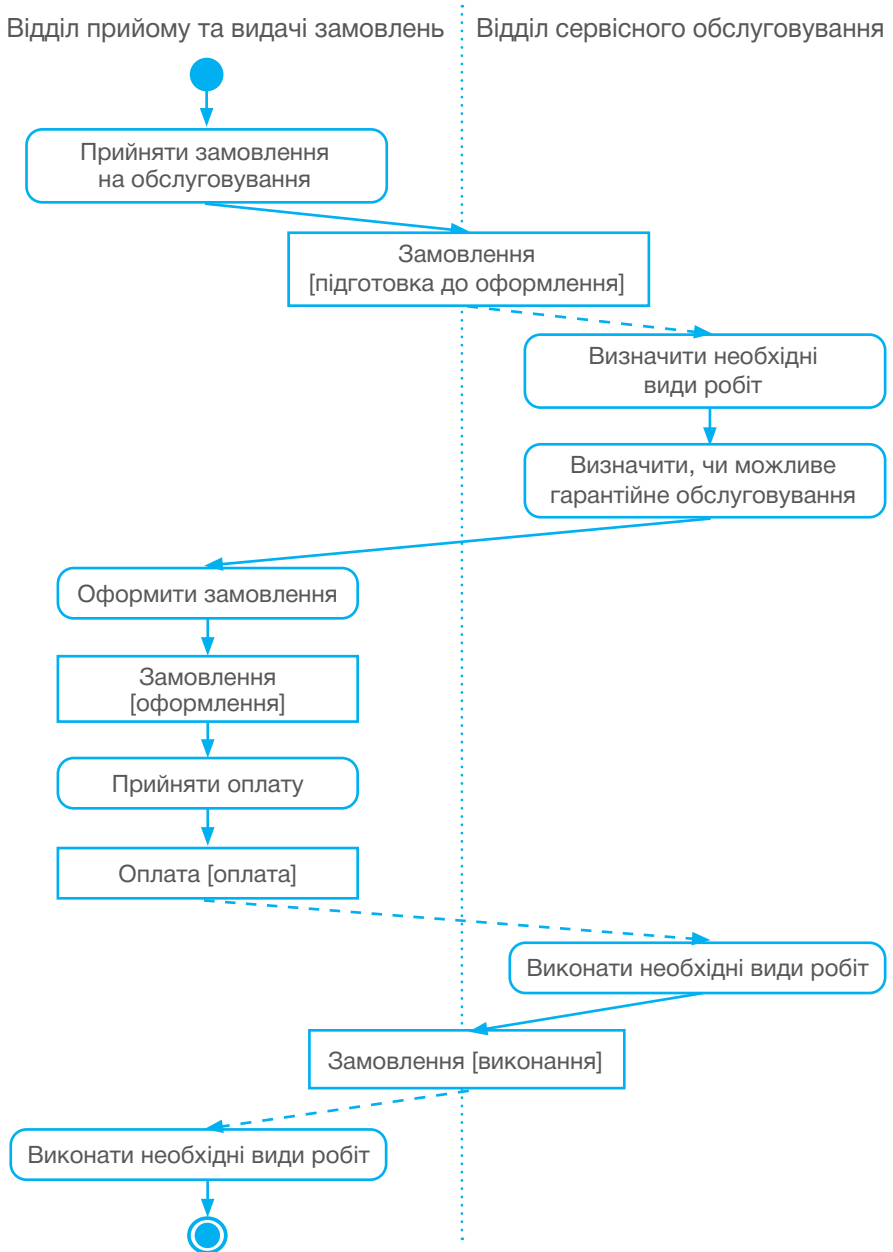 Відділ прийому та видачі замовлень
Відділ сервісного обслуговування
Прийняти замовлення
на обслуговування
Замовлення
[підготовка до оформлення]
Визначити необхідні
види робіт
Визначити, чи можливе
гарантійне обслуговування
Оформити замовлення
Замовлення
[оформлення]
Прийняти оплату
Оплата [оплата]
Виконати необхідні види робіт
Замовлення [виконання]
Виконати необхідні види робіт